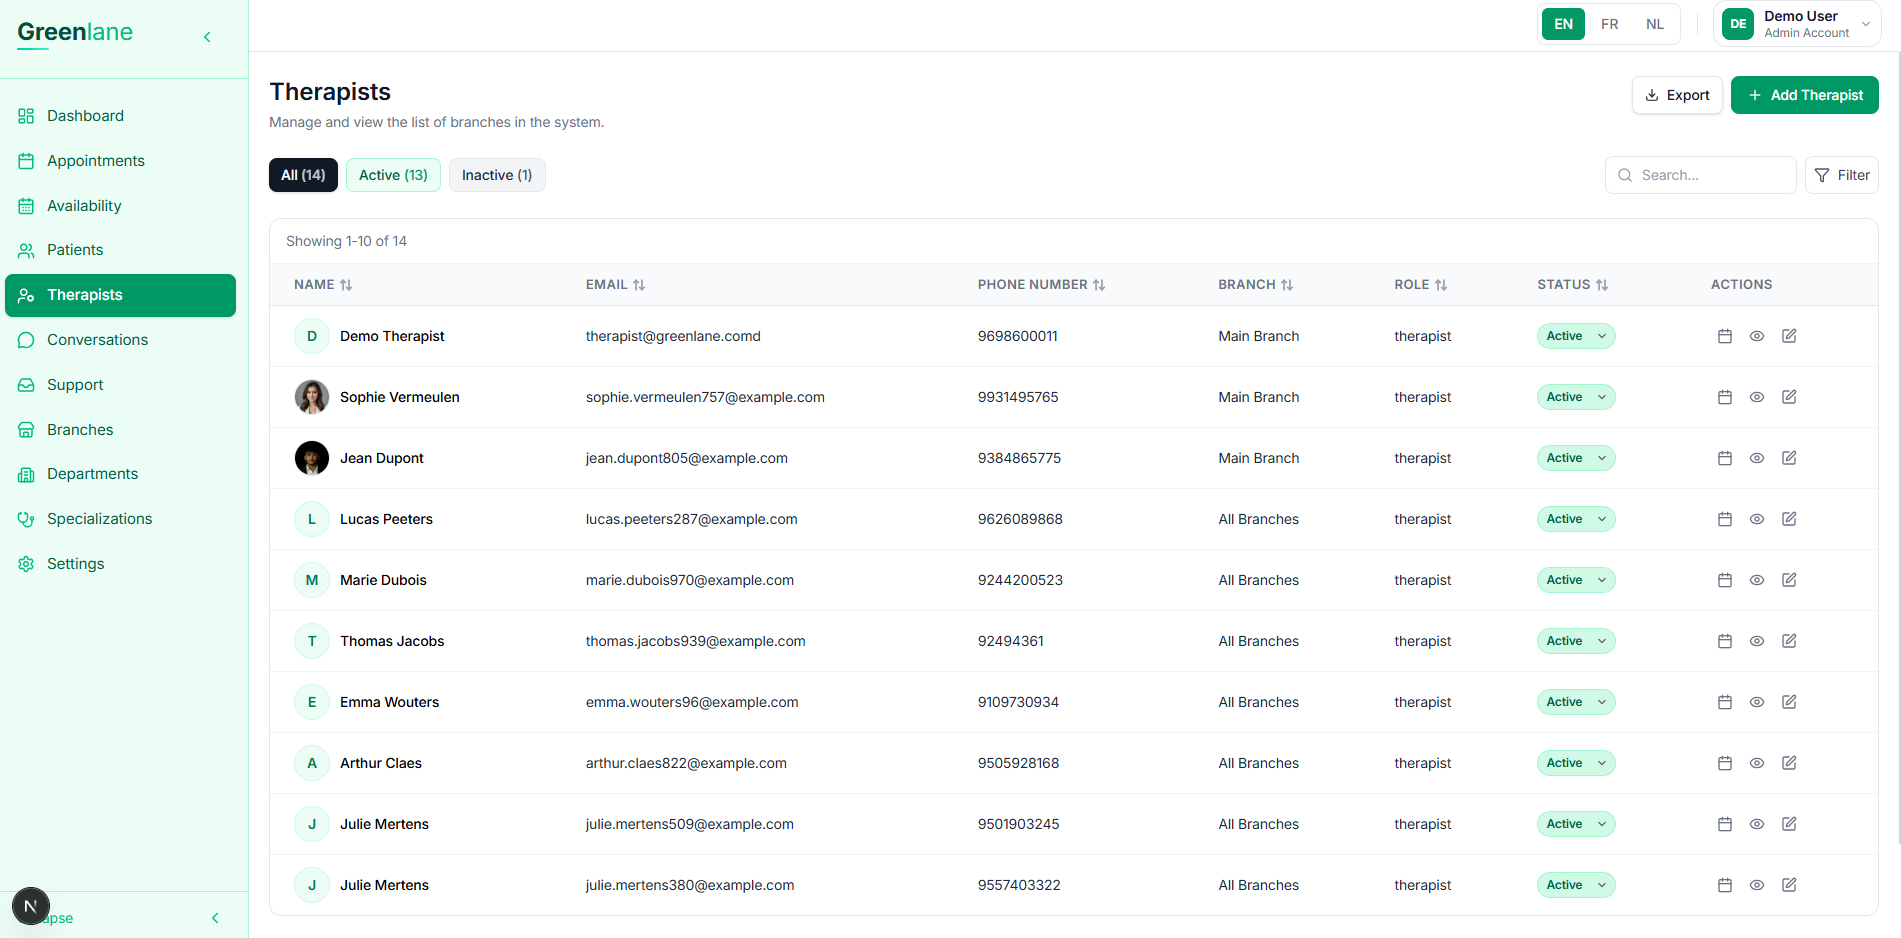 Greenlane
EN FR NL
DE Demo User
Admin Account
Dashboard
Appointments
Availability
Patients
Therapists
Conversations
Support
Branches
Departments
Specializations
Settings
N
apse
Therapists
Manage and view the list of branches in the system.
Export
+ Add Therapist
All (14) Active (13) Inactive (1)
Search...
Filter
Showing 1-10 of 14
NAME EMAIL PHONE NUMBER BRANCH ROLE STATUS ACTIONS
D Demo Therapist therapist@greenlane.comd 9698600011 Main Branch therapist Active
Sophie Vermeulen sophie.vermeulen757@example.com 9931495765 Main Branch therapist Active
Jean Dupont jean.dupont805@example.com 9384865775 Main Branch therapist Active
L Lucas Peeters lucas.peeters287@example.com 9626089868 All Branches therapist Active
M Marie Dubois marie.dubois970@example.com 9244200523 All Branches therapist Active
T Thomas Jacobs thomas.jacobs939@example.com 92494361 All Branches therapist Active
E Emma Wouters emma.wouters96@example.com 9109730934 All Branches therapist Active
A Arthur Claes arthur.claes822@example.com 9505928168 All Branches therapist Active
J Julie Mertens julie.mertens509@example.com 9501903245 All Branches therapist Active
J Julie Mertens julie.mertens380@example.com 9557403322 All Branches therapist Active